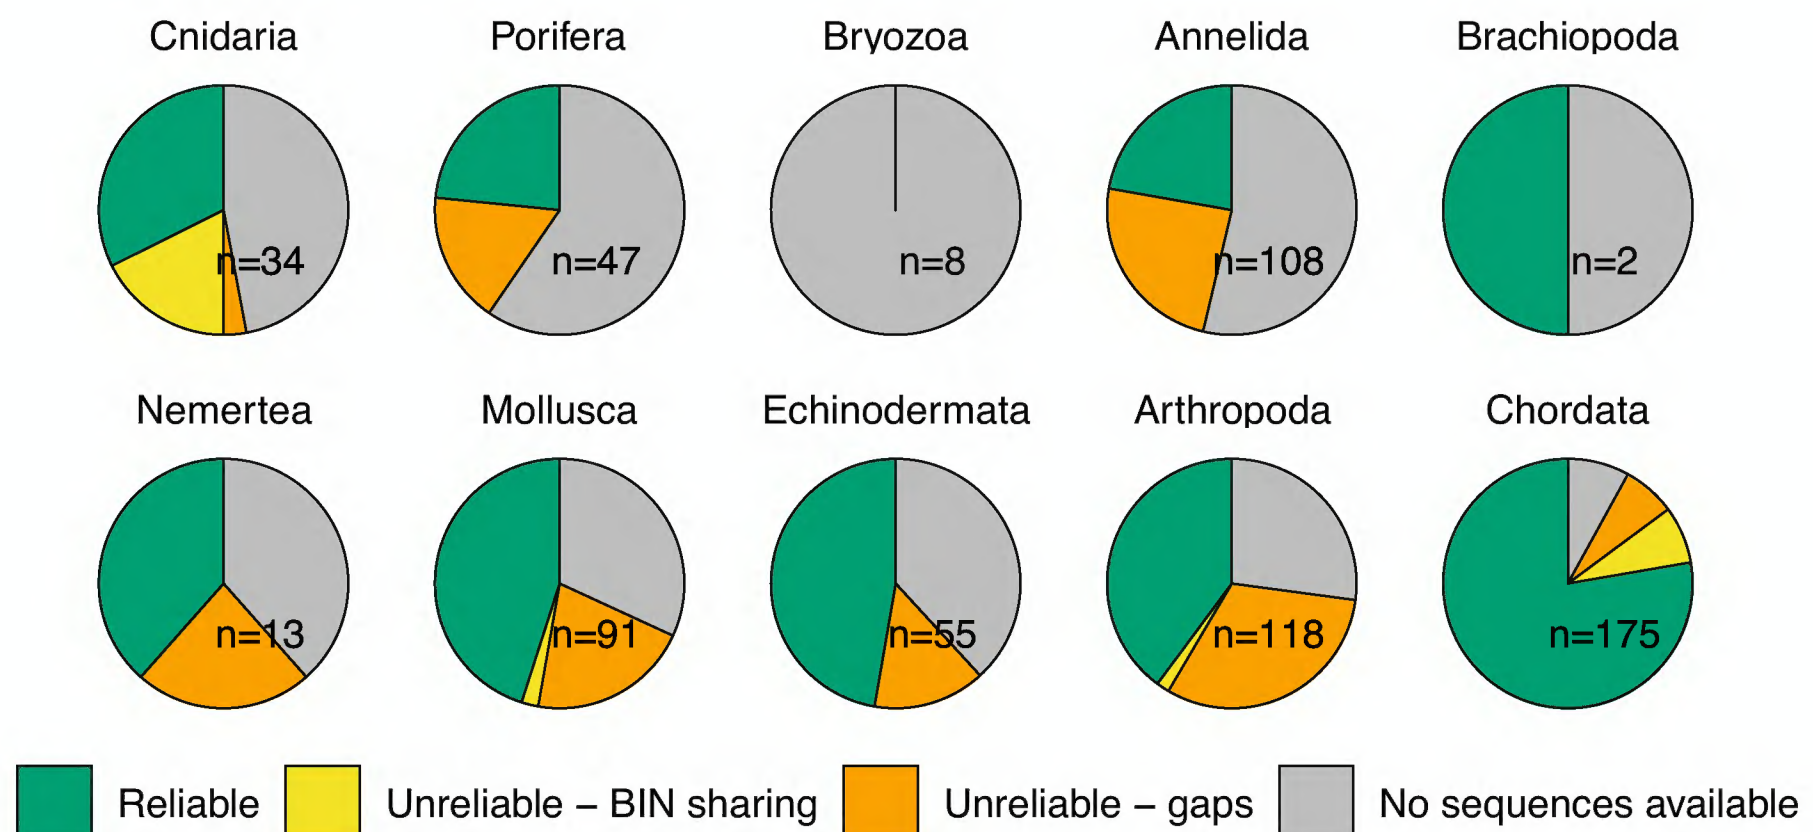 Cnidaria Porifera Bryozoa Annelida Brachiopoda
n=34 n=47 n=8 n=108 n=2
Nemertea Mollusca Echinodermata Arthropoda Chordata
n=13 n=91 n=55 n=118 n=175
Reliable Unreliable – BIN sharing Unreliable – gaps No sequences available